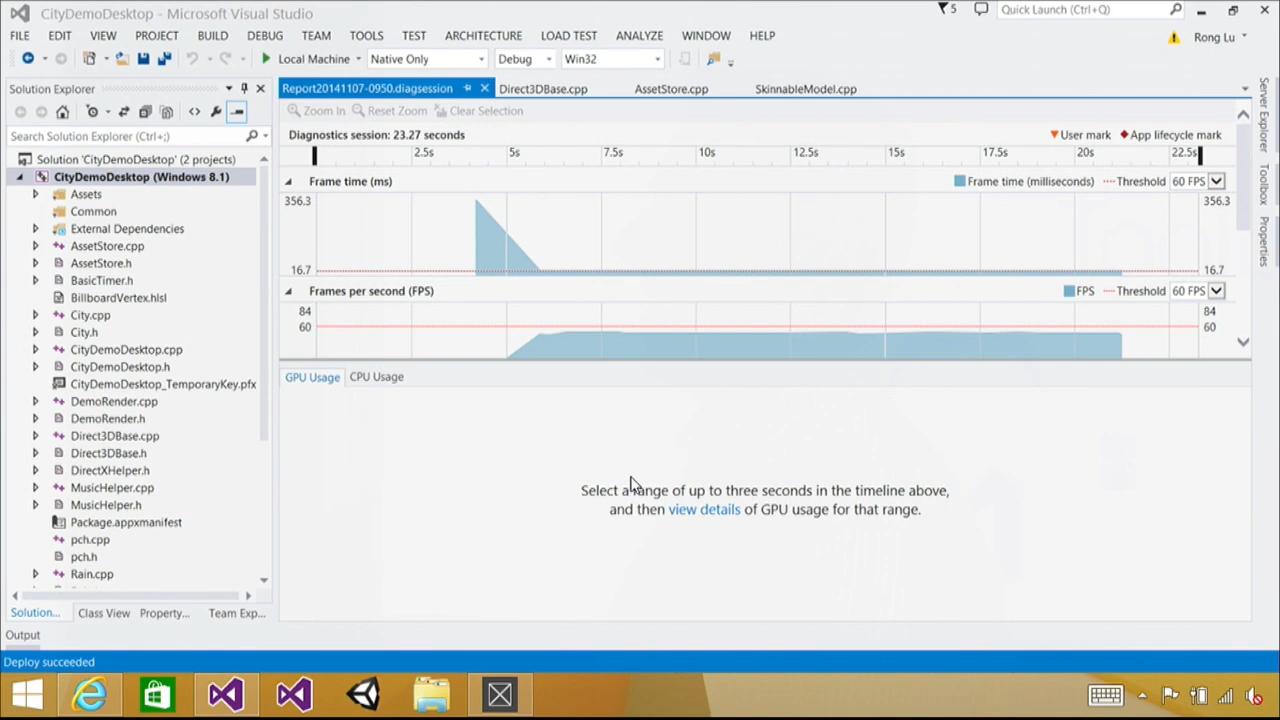 CityDemoDesktop - Microsoft Visual Studio
5
Quick Launch (Ctrl+Q)
FILE EDIT VIEW PROJECT BUILD DEBUG TEAM TOOLS TEST ARCHITECTURE LOAD TEST ANALYZE WINDOW HELP
Rong Lu
Local Machine Native Only Debug Win32
Solution Explorer
Search Solution Explorer (Ctrl+;)
Solution 'CityDemoDesktop' (2 projects)
CityDemoDesktop (Windows 8.1)
Assets
Common
External Dependencies
AssetStore.cpp
AssetStore.h
BasicTimer.h
BillboardVertex.hlsl
City.cpp
City.h
CityDemoDesktop.cpp
CityDemoDesktop.h
CityDemoDesktop_TemporaryKey.pfx
DemoRender.cpp
DemoRender.h
Direct3DBase.cpp
Direct3DBase.h
DirectXHelper.h
MusicHelper.cpp
MusicHelper.h
Package.appxmanifest
pch.cpp
pch.h
Rain.cpp
Solution... Class View Property... Team Exp...
Report20141107-0950.diagsession Direct3DBase.cpp AssetStore.cpp SkinnableModel.cpp
Zoom In Reset Zoom Clear Selection
Diagnostics session: 23.27 seconds
User mark App lifecycle mark
2.5s 5s 7.5s 10s 12.5s 15s 17.5s 20s 22.5s
Frame time (ms)
Frame time (milliseconds) Threshold 60 FPS
356.3 356.3
16.7 16.7
Frames per second (FPS)
FPS Threshold 60 FPS
84 84
60 60
GPU Usage CPU Usage
Select a range of up to three seconds in the timeline above,
and then view details of GPU usage for that range.
Server Explorer
Toolbox
Properties
Output
Deploy succeeded